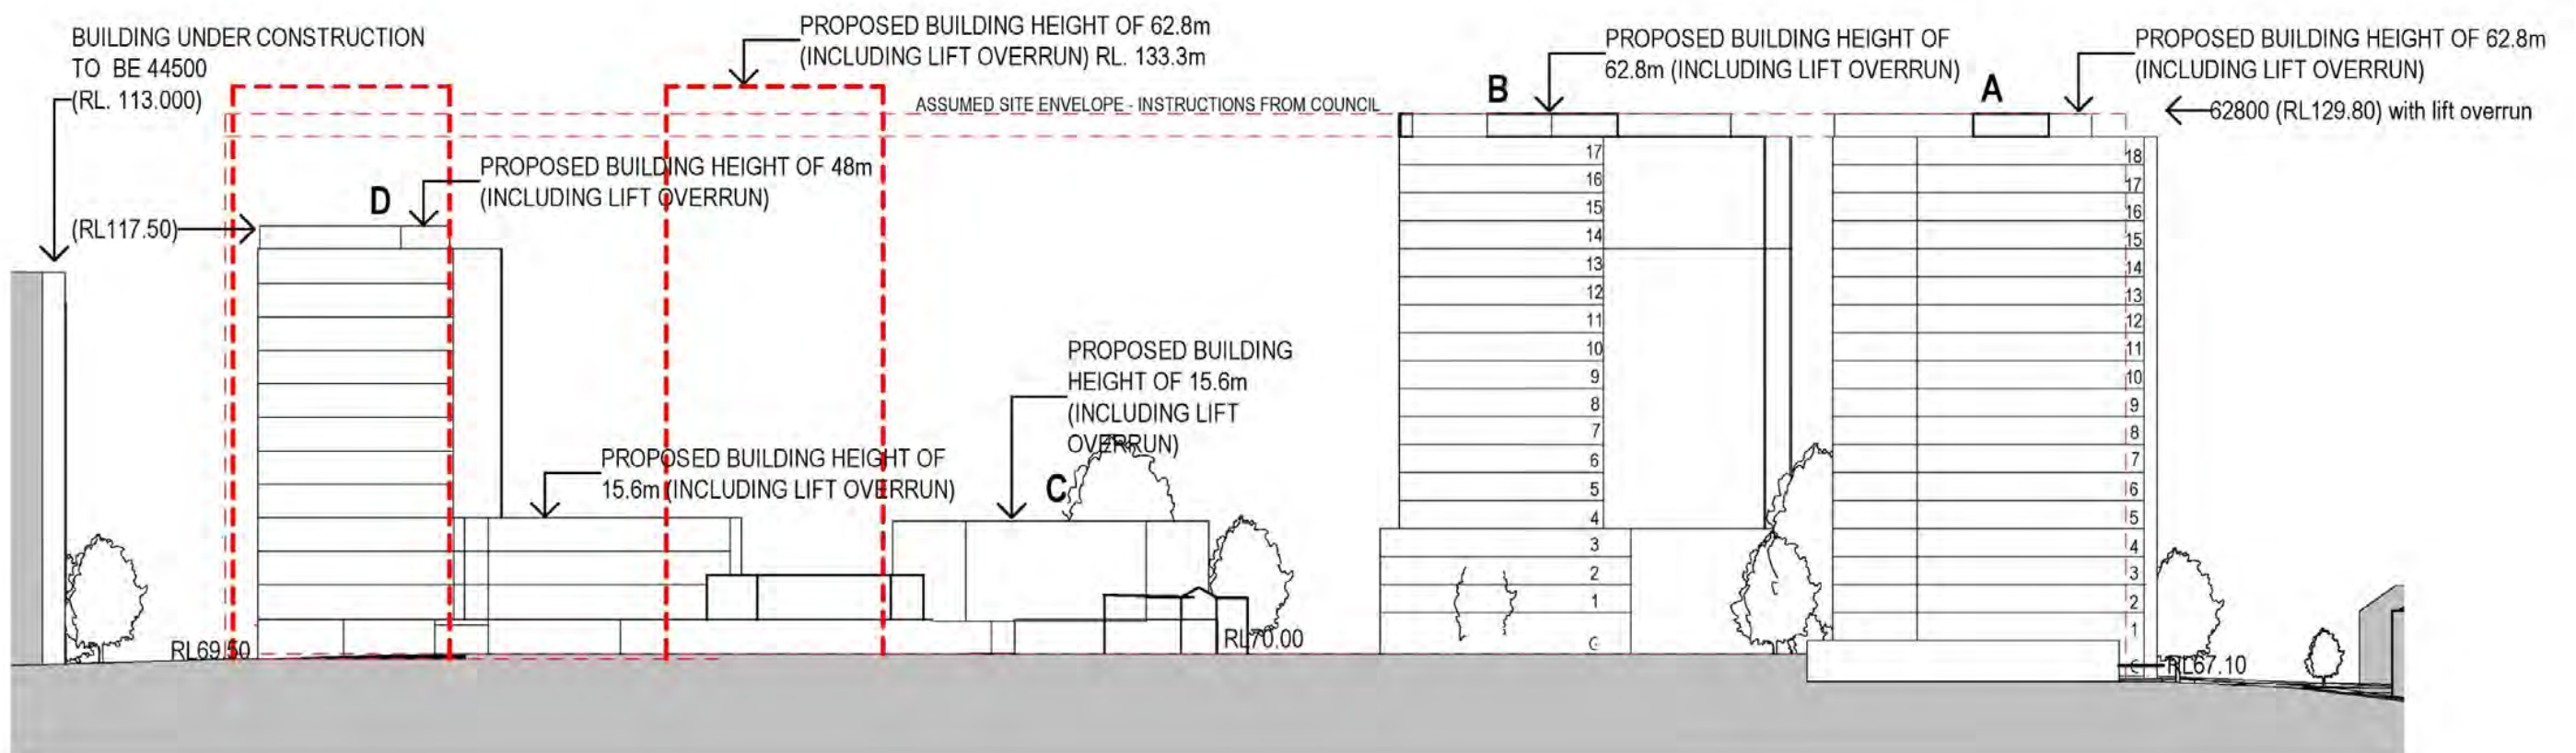 BUILDING UNDER CONSTRUCTION
TO BE 44500
(RL. 113.000)
PROPOSED BUILDING HEIGHT OF 62.8m
(INCLUDING LIFT OVERRUN) RL. 133.3m
PROPOSED BUILDING HEIGHT OF
62.8m (INCLUDING LIFT OVERRUN)
PROPOSED BUILDING HEIGHT OF 62.8m
(INCLUDING LIFT OVERRUN)
ASSUMED SITE ENVELOPE - INSTRUCTIONS FROM COUNCIL
B
A
62800 (RL129.80) with lift overrun
PROPOSED BUILDING HEIGHT OF 48m
(INCLUDING LIFT OVERRUN)
D
(RL117.50)
PROPOSED BUILDING
HEIGHT OF 15.6m
(INCLUDING LIFT
OVERRUN)
C
PROPOSED BUILDING HEIGHT OF
15.6m (INCLUDING LIFT OVERRUN)
17
16
15
14
13
12
11
10
9
8
7
6
5
4
3
2
1
G
18
17
16
15
14
13
12
11
10
9
8
7
6
5
4
3
2
1
RL69.50
RL70.00
RL67.10